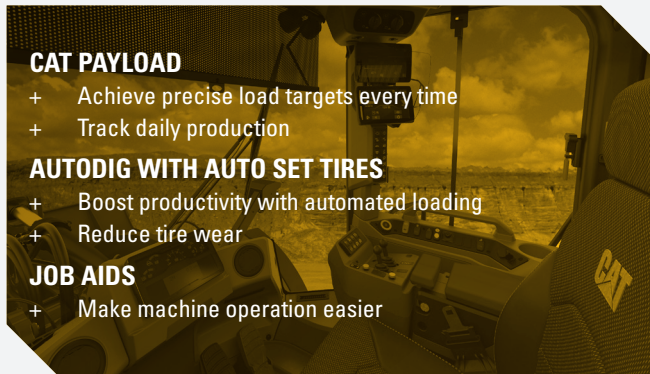 CAT PAYLOAD
+ Achieve precise load targets every time
+ Track daily production
AUTODIG WITH AUTO SET TIRES
+ Boost productivity with automated loading
+ Reduce tire wear
JOB AIDS
+ Make machine operation easier
CAT